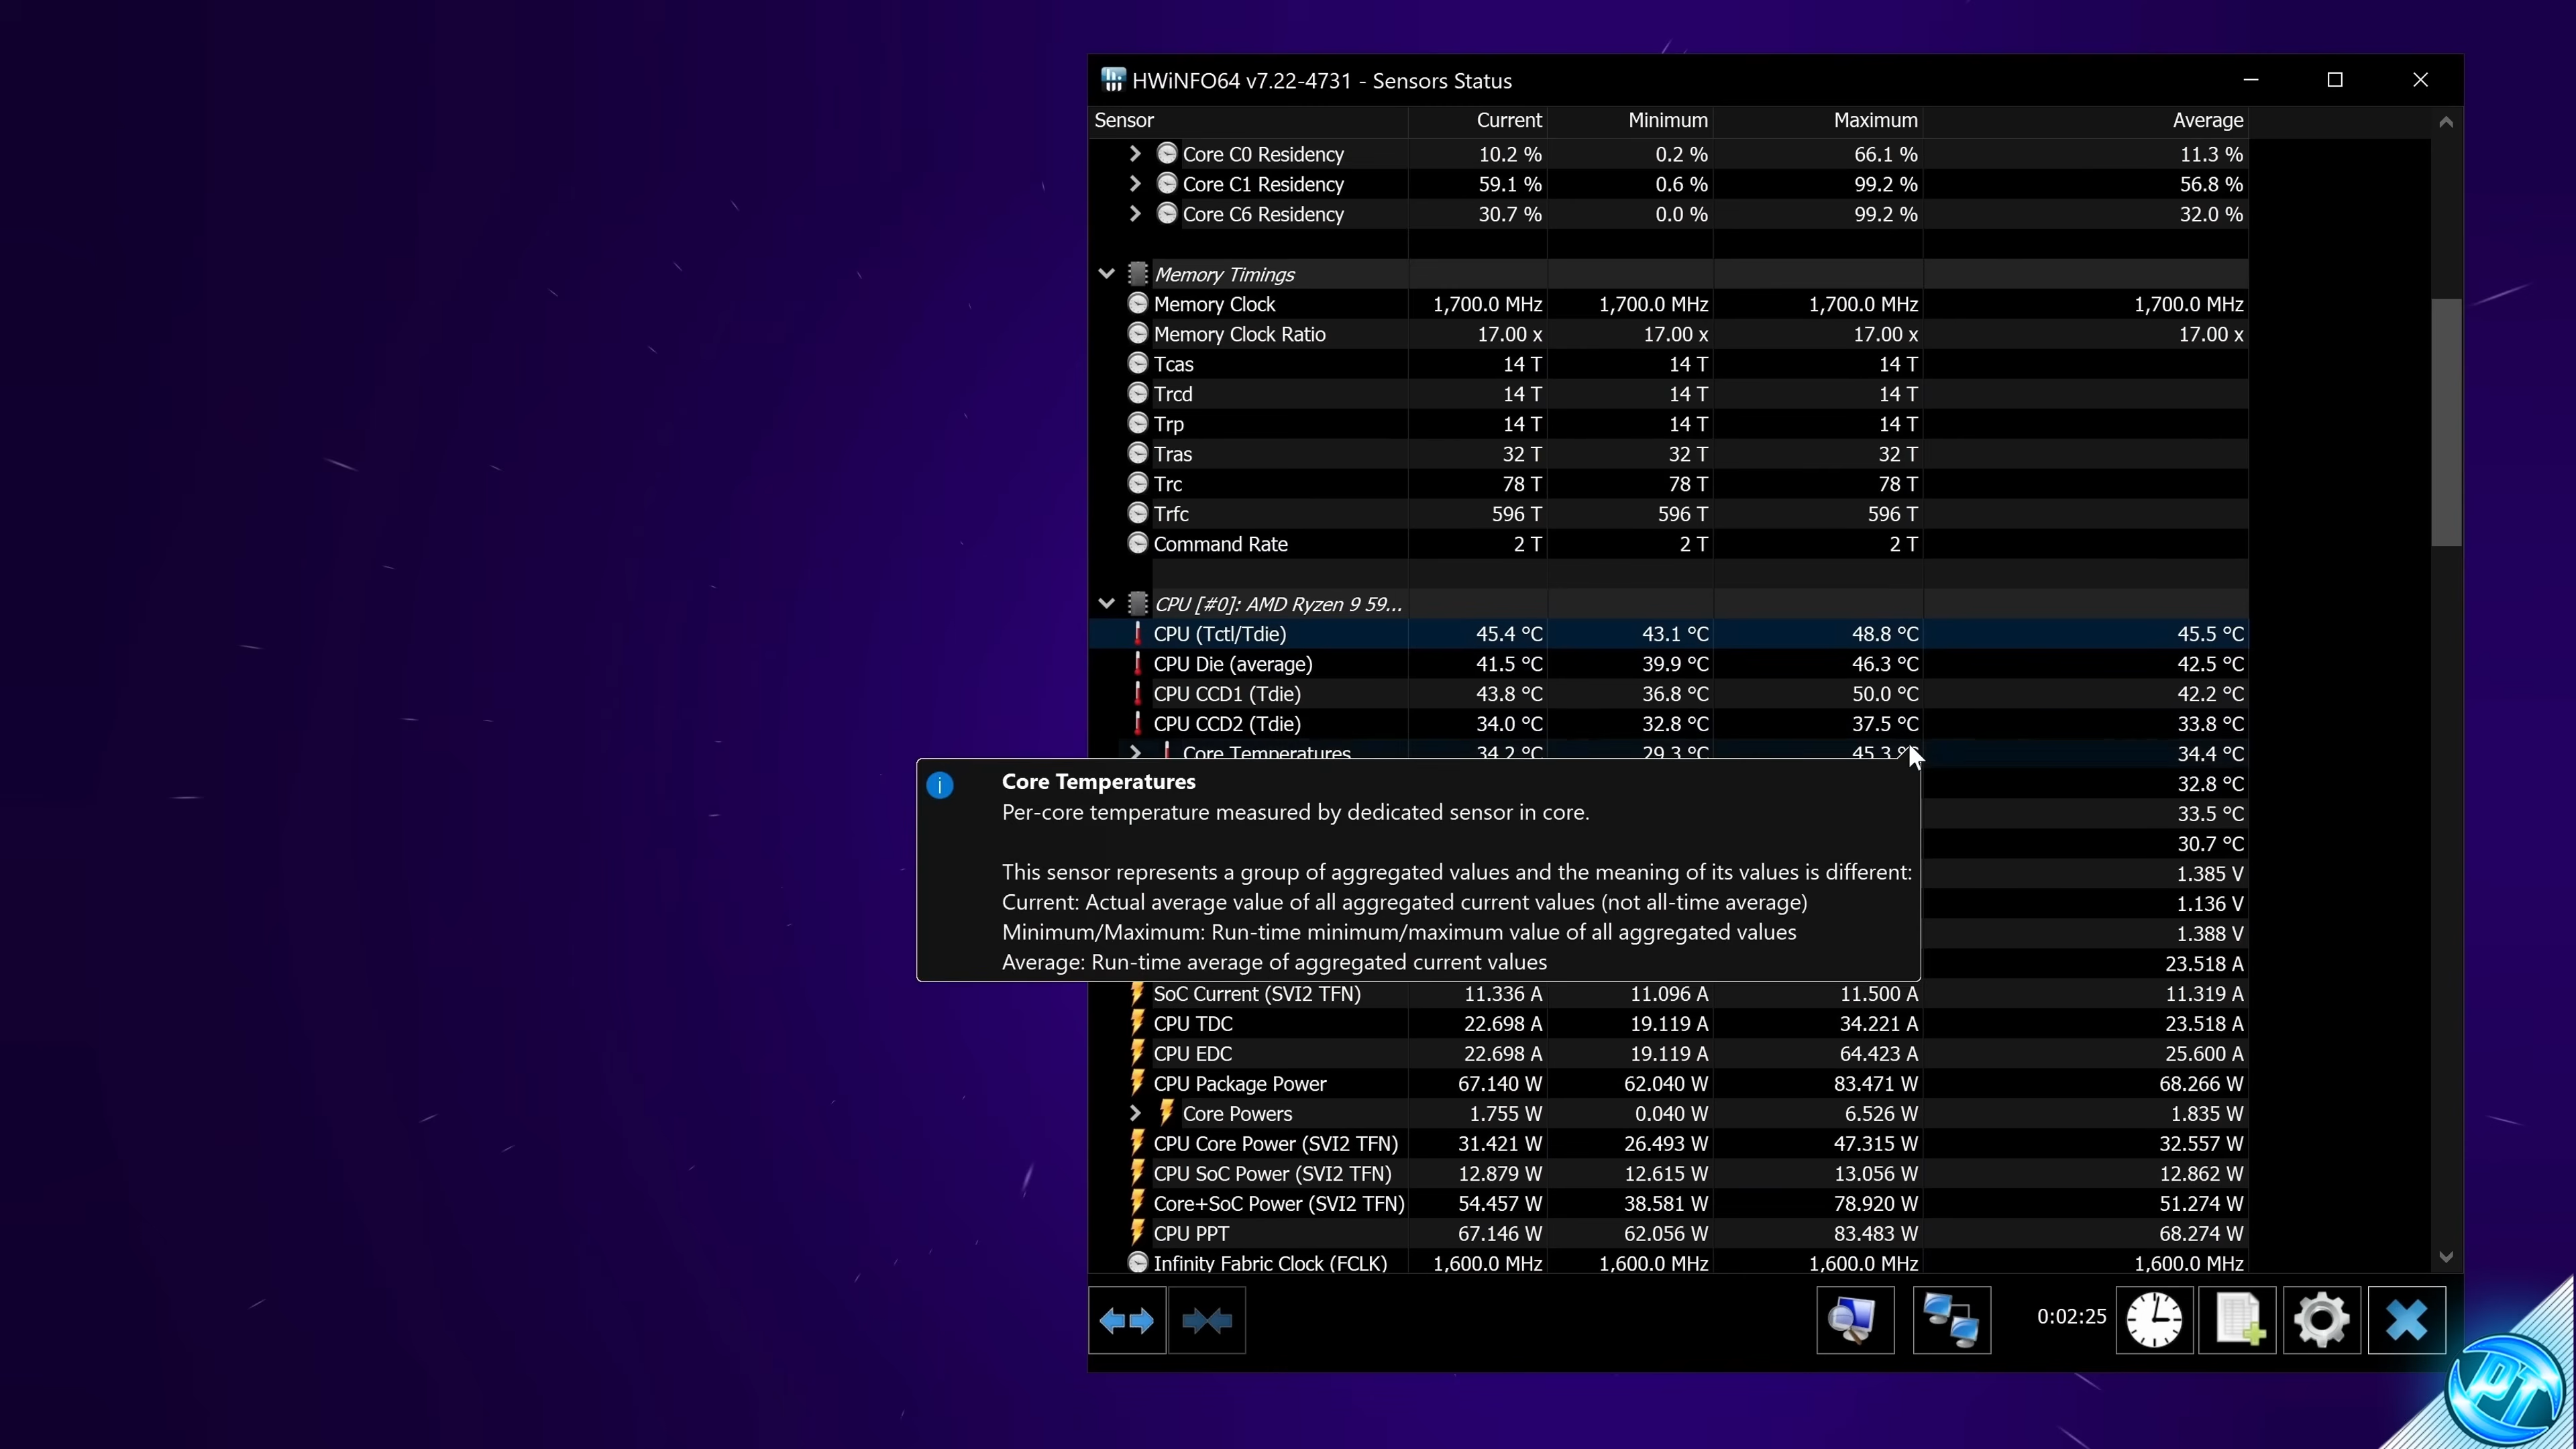 HWiNFO64 v7.22-4731 - Sensors Status
Sensor Current Minimum Maximum Average
Core C0 Residency 10.2 % 0.2 % 66.1 % 11.3 %
Core C1 Residency 59.1 % 0.6 % 99.2 % 56.8 %
Core C6 Residency 30.7 % 0.0 % 99.2 % 32.0 %
Memory Timings
Memory Clock 1,700.0 MHz 1,700.0 MHz 1,700.0 MHz 1,700.0 MHz
Memory Clock Ratio 17.00 x 17.00 x 17.00 x 17.00 x
Tcas 14 T 14 T 14 T
Trcd 14 T 14 T 14 T
Trp 14 T 14 T 14 T
Tras 32 T 32 T 32 T
Trc 78 T 78 T 78 T
Trfc 596 T 596 T 596 T
Command Rate 2 T 2 T 2 T
CPU [#0]: AMD Ryzen 9 59...
CPU (Tctl/Tdie) 45.4 °C 43.1 °C 48.8 °C 45.5 °C
CPU Die (average) 41.5 °C 39.9 °C 46.3 °C 42.5 °C
CPU CCD1 (Tdie) 43.8 °C 36.8 °C 50.0 °C 42.2 °C
CPU CCD2 (Tdie) 34.0 °C 32.8 °C 37.5 °C 33.8 °C
Core Temperatures 34.2 °C 29.3 °C 45.3 °C 34.4 °C
32.8 °C
33.5 °C
30.7 °C
1.385 V
1.136 V
1.388 V
23.518 A
Core Temperatures
Per-core temperature measured by dedicated sensor in core.
This sensor represents a group of aggregated values and the meaning of its values is different:
Current: Actual average value of all aggregated current values (not all-time average)
Minimum/Maximum: Run-time minimum/maximum value of all aggregated values
Average: Run-time average of aggregated current values
SoC Current (SVI2 TFN) 11.336 A 11.096 A 11.500 A 11.319 A
CPU TDC 22.698 A 19.119 A 34.221 A 23.518 A
CPU EDC 22.698 A 19.119 A 64.423 A 25.600 A
CPU Package Power 67.140 W 62.040 W 83.471 W 68.266 W
Core Powers 1.755 W 0.040 W 6.526 W 1.835 W
CPU Core Power (SVI2 TFN) 31.421 W 26.493 W 47.315 W 32.557 W
CPU SoC Power (SVI2 TFN) 12.879 W 12.615 W 13.056 W 12.862 W
Core+SoC Power (SVI2 TFN) 54.457 W 38.581 W 78.920 W 51.274 W
CPU PPT 67.146 W 62.056 W 83.483 W 68.274 W
Infinity Fabric Clock (FCLK) 1,600.0 MHz 1,600.0 MHz 1,600.0 MHz 1,600.0 MHz
0:02:25
PT